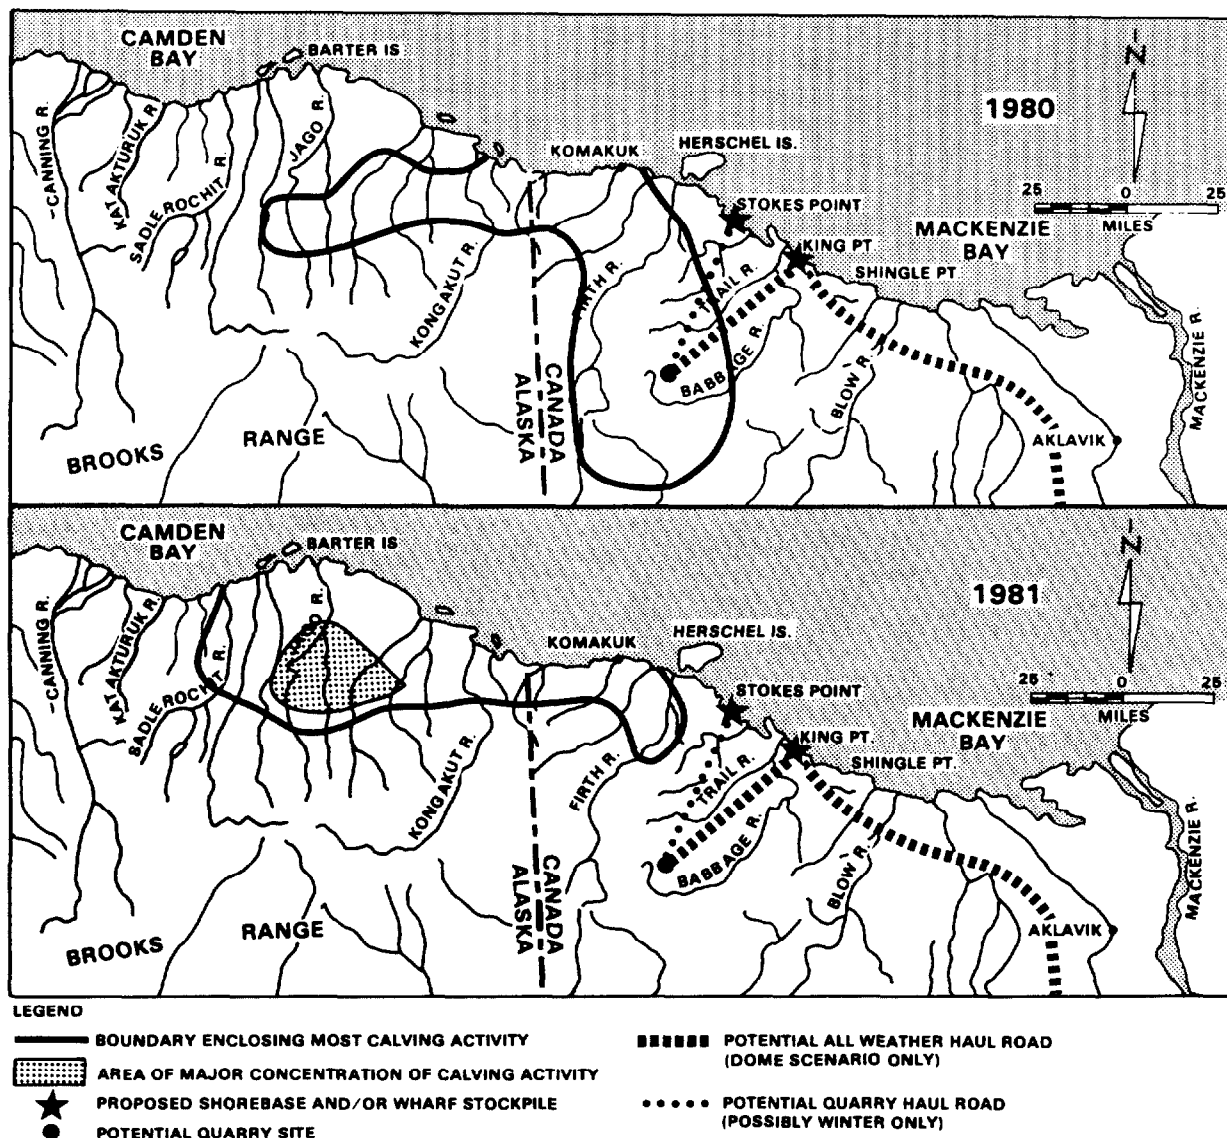 CAMDEN
BAY
BARTER IS
CANNING R.
KATAKTURUK R
SADLEROCHIT R.
JAGO R.
KOMAKUK
HERSCHEL IS.
1980
N
25 0 25
MILES
STOKES POINT
MACKENZIE
BAY
KING PT.
SHINGLE PT
TRAIL R.
FIRTH R.
KONGAKUT R.
BABBAGE R.
BLOW R.
MACKENZIE R.
CANADA
ALASKA
AKLAVIK
BROOKS
RANGE
CAMDEN
BAY
BARTER IS
CANNING R.
KATAKTURUK R.
SADLEROCHIT R.
R.
KOMAKUK
HERSCHEL IS.
1981
N
25 0 25
MILES
STOKES POINT
MACKENZIE
BAY
KING PT.
SHINGLE PT.
TRAIL R.
FIRTH R.
KONGAKUT R.
BABBAGE R.
BLOW R.
MACKENZIE R.
CANADA
ALASKA
AKLAVIK
BROOKS
RANGE
LEGEND
BOUNDARY ENCLOSING MOST CALVING ACTIVITY
AREA OF MAJOR CONCENTRATION OF CALVING ACTIVITY
PROPOSED SHOREBASE AND/OR WHARF STOCKPILE
POTENTIAL QUARRY SITE
POTENTIAL ALL WEATHER HAUL ROAD
(DOME SCENARIO ONLY)
POTENTIAL QUARRY HAUL ROAD
(POSSIBLY WINTER ONLY)